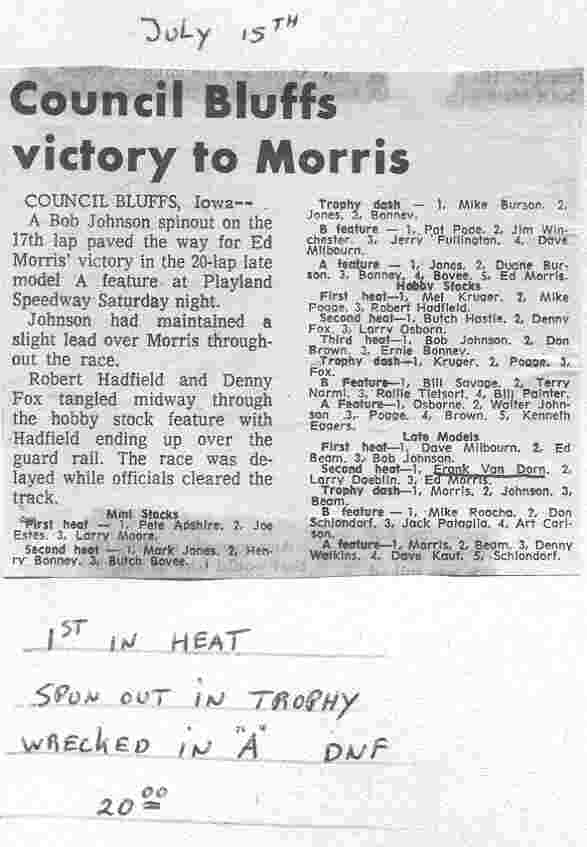 JULY 15TH
Council Bluffs
victory to Morris
COUNCIL BLUFFS, Iowa--
A Bob Johnson spinout on the
17th lap paved the way for Ed
Morris' victory in the 20-lap late
model A feature at Playland
Speedway Saturday night.
Johnson had maintained a
slight lead over Morris through-
out the race.
Robert Hadfield and Denny
Fox tangled midway through
the hobby stock feature with
Hadfield ending up over the
guard rail. The race was de-
layed while officials cleared the
track.
Mini Stocks
First heat — 1, Pete Apshire. 2, Joe
Estes. 3, Larry Moore.
Second heat — 1, Mark Jones. 2, Hen-
ry Bonney. 3, Butch Bovee.
Trophy dash — 1, Mike Burson. 2,
Jones. 3, Bonney.
B feature — 1, Pat Pope. 2, Jim Win-
chester. 3, Jerry Fullington. 4, Dave
Milbourn.
A feature — 1, Jones. 2, Duane Bur-
son. 3, Bonney. 4, Bovee. 5, Ed Morris.
Hobby Stocks
First heat—1, Mel Kruger. 2, Mike
Poage. 3, Robert Hadfield.
Second heat—1, Butch Hastie. 2, Denny
Fox. 3, Larry Osborn.
Third heat—1, Bob Johnson. 2, Don
Brown. 3, Ernie Bonney.
Trophy dash—1, Kruger. 2, Poage. 3,
Fox.
B Feature—1, Bill Savage. 2, Terry
Narmi. 3, Rollie Tietsort. 4, Bill Painter.
A Feature—1, Osborne. 2, Walter John-
son. 3, Poage. 4, Brown. 5, Kenneth
Eggers.
Late Models
First heat—1, Dave Milbourn. 2, Ed
Beam. 3, Bob Johnson.
Second heat—1, Frank Van Dorn. 2,
Larry Doeblin. 3, Ed Morris.
Trophy dash—1, Morris. 2, Johnson. 3,
Beam.
B feature — 1, Mike Roacha. 2, Don
Schlondorf. 3, Jack Pataglia. 4, Art Carl-
son.
A feature—1, Morris. 2, Beam. 3, Denny
Watkins. 4, Dave Kauf. 5, Schlondorf.
1ST IN HEAT
SPUN OUT IN TROPHY
WRECKED IN "A" DNF
20 00